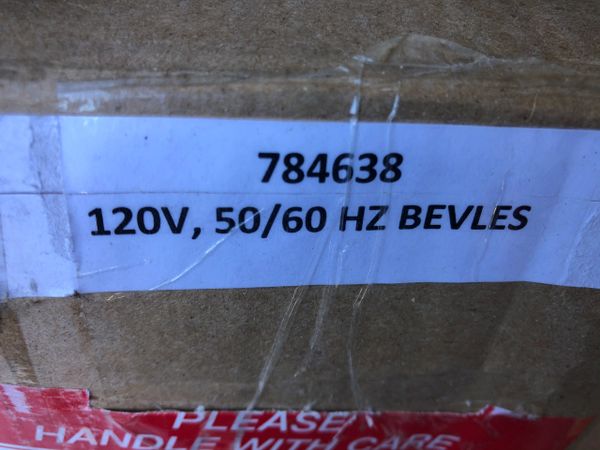 784638
120V, 50/60 HZ BEVLES
PLEASE
HANDLE WITH CARE